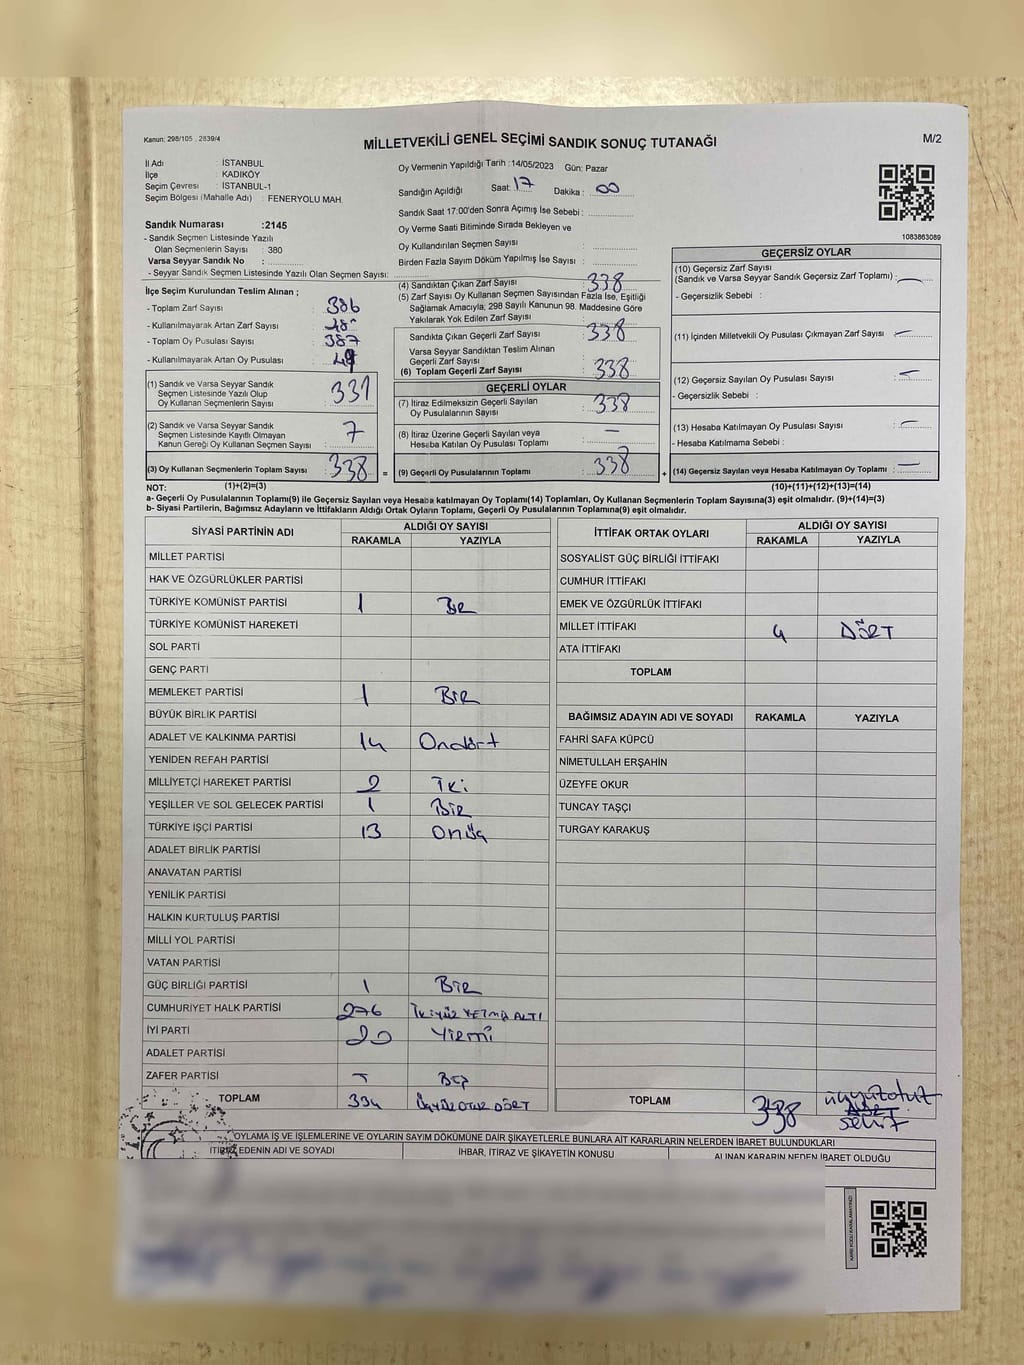 Kanun: 298/105 . 2839/4
MİLLETVEKİLİ GENEL SEÇİMİ SANDIK SONUÇ TUTANAĞI
M/2
İl Adı : İSTANBUL
İlçe : KADIKÖY
Seçim Çevresi : İSTANBUL-1
Seçim Bölgesi (Mahalle Adı) : FENERYOLU MAH.
Sandık Numarası :2145
- Sandık Seçmen Listesinde Yazılı
Olan Seçmenlerin Sayısı : 380
Varsa Seyyar Sandık No :
- Seyyar Sandık Seçmen Listesinde Yazılı Olan Seçmen Sayısı:
Oy Vermenin Yapıldığı Tarih :14/05/2023 Gün: Pazar
Sandığın Açıldığı Saat: 17 Dakika : 00
Sandık Saat 17:00'den Sonra Açımış İse Sebebi :
Oy Verme Saati Bitiminde Sırada Bekleyen ve
Oy Kullandırılan Seçmen Sayısı :
Birden Fazla Sayım Döküm Yapılmış İse Sayısı :
1083863089
İlçe Seçim Kurulundan Teslim Alınan ;
- Toplam Zarf Sayısı : 386
- Kullanılmayarak Artan Zarf Sayısı : 48
- Toplam Oy Pusulası Sayısı : 387
- Kullanılmayarak Artan Oy Pusulası : 49
(1) Sandık ve Varsa Seyyar Sandık
Seçmen Listesinde Yazılı Olup
Oy Kullanan Seçmenlerin Sayısı : 331
(2) Sandık ve Varsa Seyyar Sandık
Seçmen Listesinde Kayıtlı Olmayan
Kanun Gereği Oy Kullanan Seçmen Sayısı : 7
(3) Oy Kullanan Seçmenlerin Toplam Sayısı : 338 =
(1)+(2)=(3)
(4) Sandıktan Çıkan Zarf Sayısı : 338
(5) Zarf Sayısı Oy Kullanan Seçmen Sayısından Fazla İse, Eşitliği
Sağlamak Amacıyla, 298 Sayılı Kanunun 98. Maddesine Göre
Yakılarak Yok Edilen Zarf Sayısı :
Sandıkta Çıkan Geçerli Zarf Sayısı : 338
Varsa Seyyar Sandıktan Teslim Alınan
Geçerli Zarf Sayısı :
(6) Toplam Geçerli Zarf Sayısı : 338
GEÇERLİ OYLAR
(7) İtiraz Edilmeksizin Geçerli Sayılan
Oy Pusulalarının Sayısı : 338
(8) İtiraz Üzerine Geçerli Sayılan veya
Hesaba Katılan Oy Pusulası Toplamı : —
(9) Geçerli Oy Pusulalarının Toplamı : 338 +
GEÇERSİZ OYLAR
(10) Geçersiz Zarf Sayısı
(Sandık ve Varsa Seyyar Sandık Geçersiz Zarf Toplamı) : —
- Geçersizlik Sebebi :
(11) İçinden Milletvekili Oy Pusulası Çıkmayan Zarf Sayısı : —
(12) Geçersiz Sayılan Oy Pusulası Sayısı : —
- Geçersizlik Sebebi :
(13) Hesaba Katılmayan Oy Pusulası Sayısı : —
- Hesaba Katılmama Sebebi :
(14) Geçersiz Sayılan veya Hesaba Katılmayan Oy Toplamı : —
(10)+(11)+(12)+(13)=(14)
NOT:
a- Geçerli Oy Pusulalarının Toplamı(9) ile Geçersiz Sayılan veya Hesaba katılmayan Oy Toplamı(14) Toplamları, Oy Kullanan Seçmenlerin Toplam Sayısına(3) eşit olmalıdır. (9)+(14)=(3)
b- Siyasi Partilerin, Bağımsız Adayların ve İttifakların Aldığı Ortak Oyların Toplamı, Geçerli Oy Pusulalarının Toplamına(9) eşit olmalıdır.
SİYASİ PARTİNİN ADI ALDIĞI OY SAYISI
RAKAMLA YAZIYLA
MİLLET PARTİSİ
HAK VE ÖZGÜRLÜKLER PARTİSİ
TÜRKİYE KOMÜNİST PARTİSİ 1 BİR
TÜRKİYE KOMÜNİST HAREKETİ
SOL PARTİ
GENÇ PARTİ
MEMLEKET PARTİSİ 1 BİR
BÜYÜK BİRLİK PARTİSİ
ADALET VE KALKINMA PARTİSİ 14 Ondört
YENİDEN REFAH PARTİSİ
MİLLİYETÇİ HAREKET PARTİSİ 2 İki
YEŞİLLER VE SOL GELECEK PARTİSİ 1 BİR
TÜRKİYE İŞÇİ PARTİSİ 13 Onüç
ADALET BİRLİK PARTİSİ
ANAVATAN PARTİSİ
YENİLİK PARTİSİ
HALKIN KURTULUŞ PARTİSİ
MİLLİ YOL PARTİSİ
VATAN PARTİSİ
GÜÇ BİRLİĞİ PARTİSİ 1 BİR
CUMHURİYET HALK PARTİSİ 276 İKİYÜZ YETMİŞ ALTI
İYİ PARTİ 20 Yirmi
ADALET PARTİSİ
ZAFER PARTİSİ 5 BEŞ
TOPLAM 334 ÜÇYÜZ OTUZ DÖRT
İTTİFAK ORTAK OYLARI ALDIĞI OY SAYISI
RAKAMLA YAZIYLA
SOSYALİST GÜÇ BİRLİĞİ İTTİFAKI
CUMHUR İTTİFAKI
EMEK VE ÖZGÜRLÜK İTTİFAKI
MİLLET İTTİFAKI 4 DÖRT
ATA İTTİFAKI
TOPLAM
BAĞIMSIZ ADAYIN ADI VE SOYADI RAKAMLA YAZIYLA
FAHRİ SAFA KÜPCÜ
NİMETULLAH ERŞAHİN
ÜZEYFE OKUR
TUNCAY TAŞÇI
TURGAY KARAKUŞ
TOPLAM 338 üçyüzotuz
sekiz
OYLAMA İŞ VE İŞLEMLERİNE VE OYLARIN SAYIM DÖKÜMÜNE DAİR ŞİKAYETLERLE BUNLARA AİT KARARLARIN NELERDEN İBARET BULUNDUKLARI
İTİRAZ EDENİN ADI VE SOYADI İHBAR, İTİRAZ VE ŞİKAYETİN KONUSU ALINAN KARARIN NEDEN İBARET OLDUĞU
KARE KODU KARALAMAYINIZ!